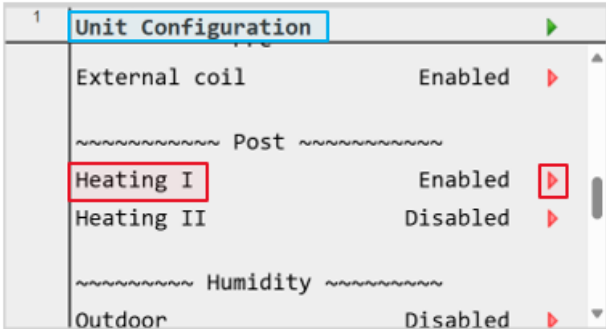 1
Unit Configuration
External coil Enabled
~~~~~~~~~~~ Post ~~~~~~~~~~~
Heating I Enabled
Heating II Disabled
~~~~~~~~~ Humidity ~~~~~~~~~
Outdoor Disabled